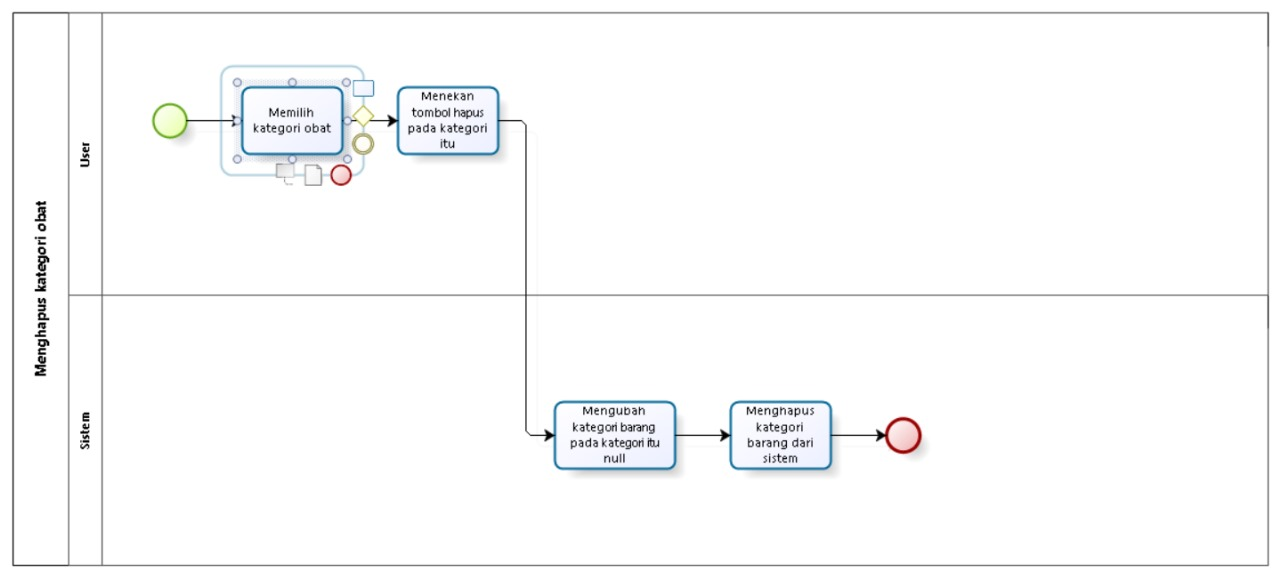 Menghapus kategori obat
User
Memilih
kategori obat
Menekan
tombol hapus
pada kategori
itu
Sistem
Mengubah
kategori barang
pada kategori itu
null
Menghapus
kategori
barang dari
sistem